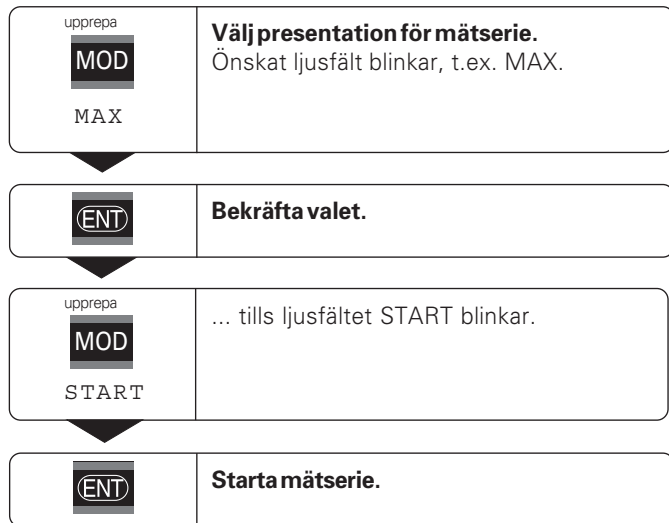 upprepa
MOD
MAX
Välj presentation för mätserie.
Önskat ljusfält blinkar, t.ex. MAX.
ENT
Bekräfta valet.
upprepa
MOD
START
... tills ljusfältet START blinkar.
ENT
Starta mätserie.